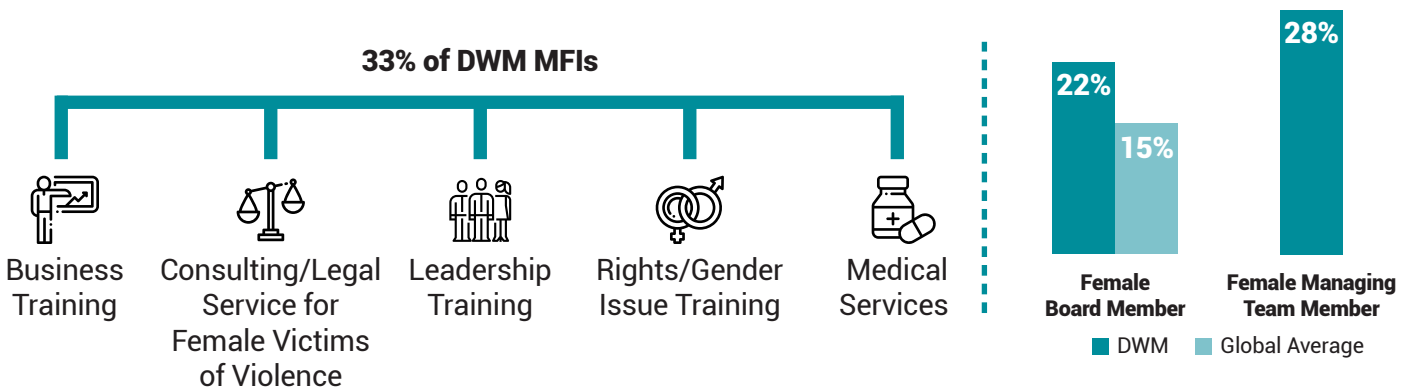 33% of DWM MFIs
Business
Training
Consulting/Legal
Service for
Female Victims
of Violence
Leadership
Training
Rights/Gender
Issue Training
Medical
Services
22%
15%
28%
Female
Board Member
Female Managing
Team Member
DWM
Global Average